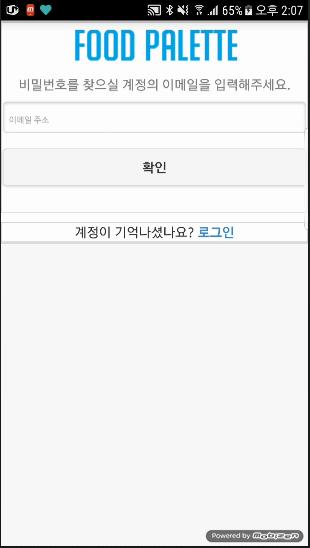 65% 오후 2:07
FOOD PALETTE
비밀번호를 찾으실 계정의 이메일을 입력해주세요.
이메일 주소
확인
계정이 기억나셨나요? 로그인
Powered by mobizen